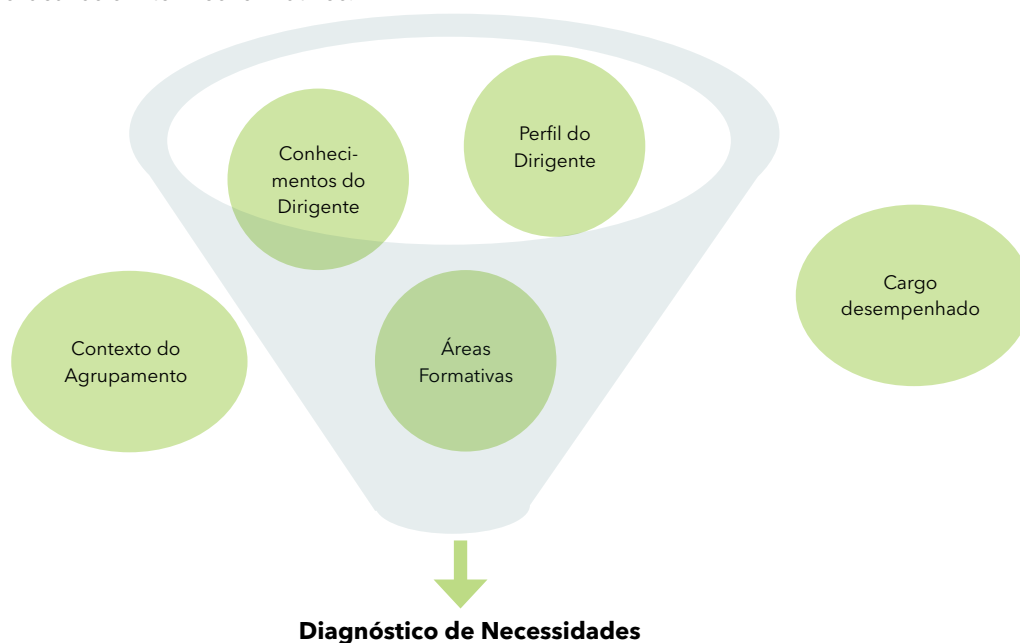 Perfil do
Dirigente
Conheci-
mentos do
Dirigente
Cargo
desempenhado
Contexto do
Agrupamento
Áreas
Formativas
Diagnóstico de Necessidades